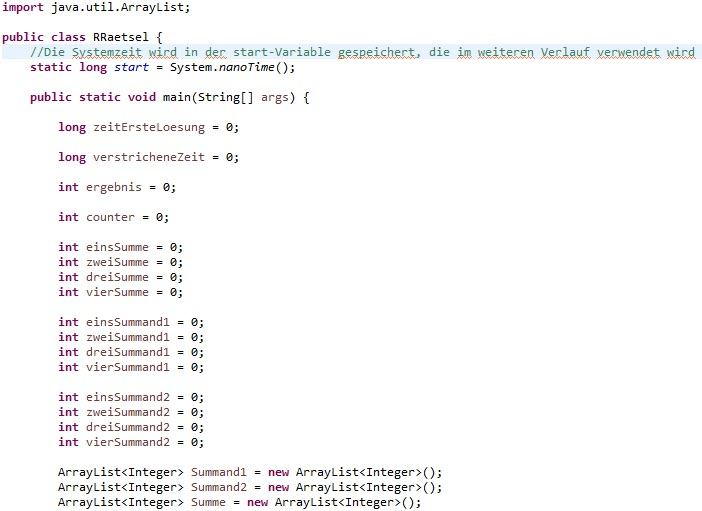 import java.util.ArrayList;
public class RRaetsel {
//Die Systemzeit wird in der start-Variable gespeichert, die im weiteren Verlauf verwendet wird
static long start = System.nanoTime();
public static void main(String[] args) {
long zeitErsteLoesung = 0;
long verstricheneZeit = 0;
int ergebnis = 0;
int counter = 0;
int einsSumme = 0;
int zweiSumme = 0;
int dreiSumme = 0;
int vierSumme = 0;
int einsSummand1 = 0;
int zweiSummand1 = 0;
int dreiSummand1 = 0;
int vierSummand1 = 0;
int einsSummand2 = 0;
int zweiSummand2 = 0;
int dreiSummand2 = 0;
int vierSummand2 = 0;
ArrayList<Integer> Summand1 = new ArrayList<Integer>();
ArrayList<Integer> Summand2 = new ArrayList<Integer>();
ArrayList<Integer> Summe = new ArrayList<Integer>();